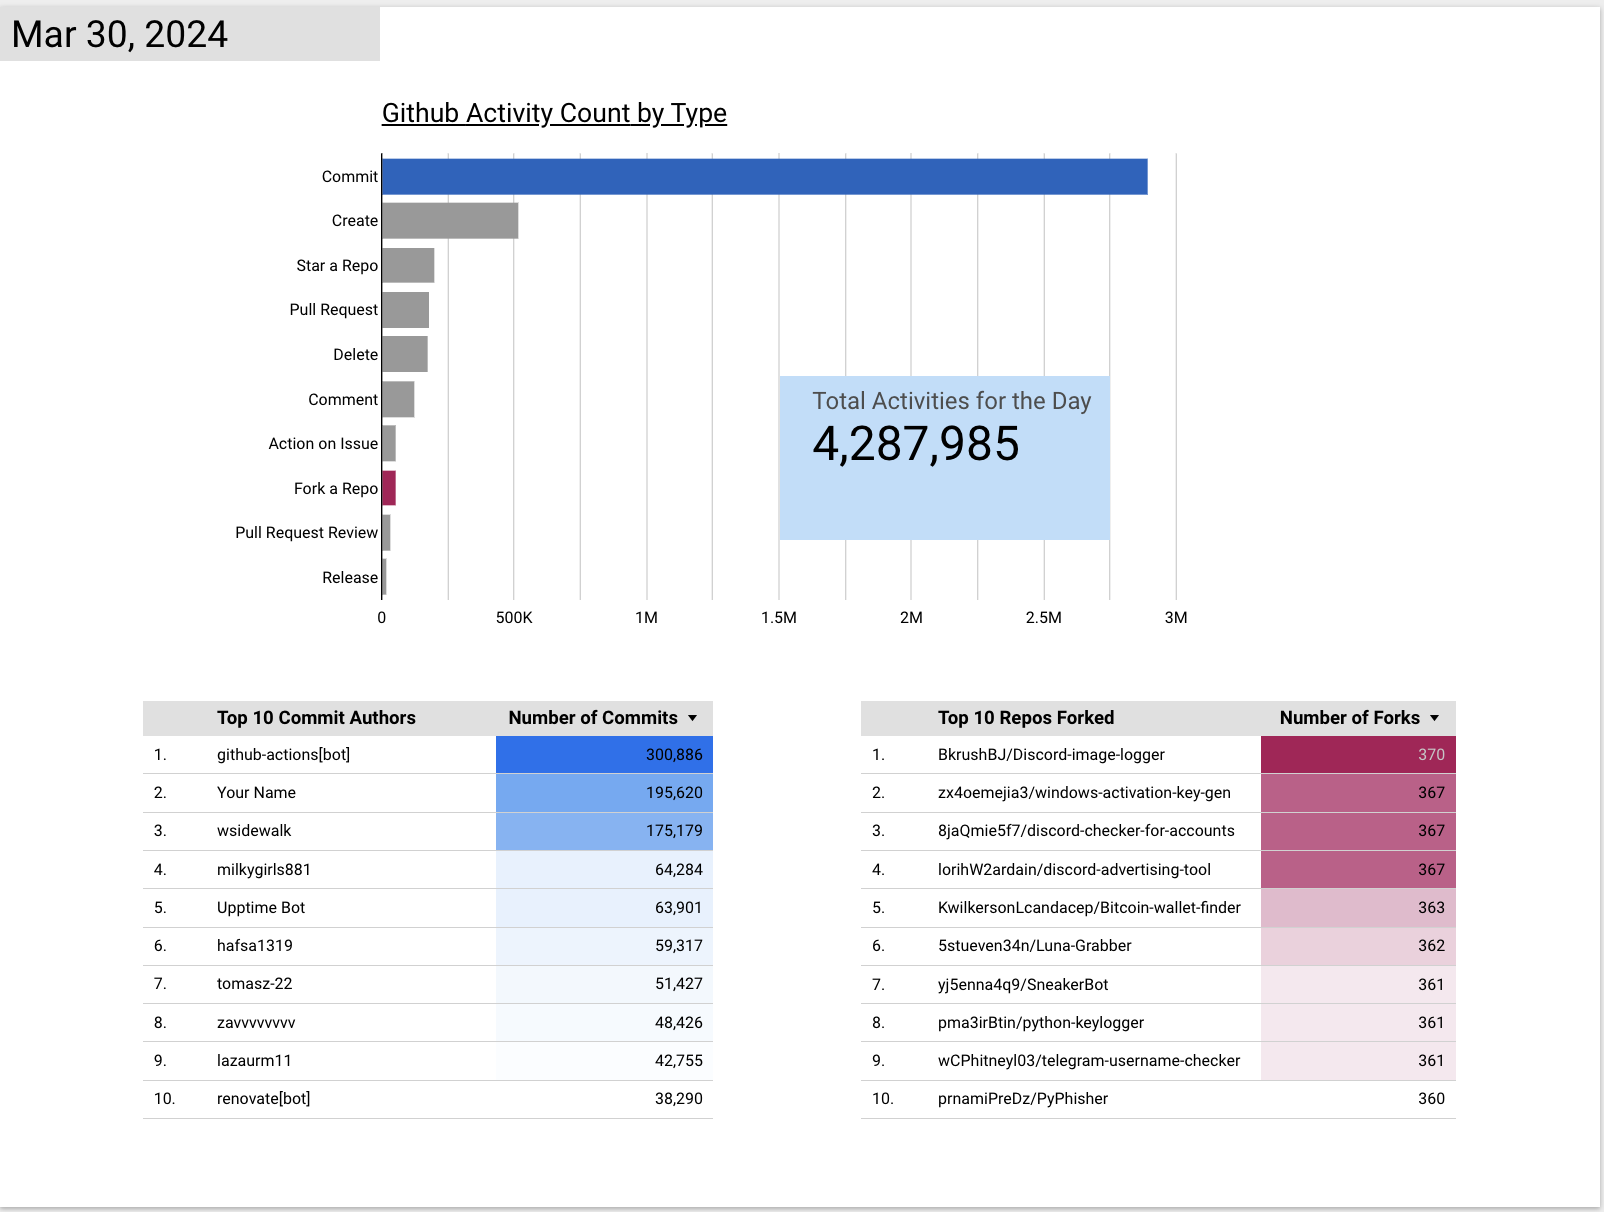 Mar 30, 2024
Github Activity Count by Type
Commit
Create
Star a Repo
Pull Request
Delete
Comment
Action on Issue
Fork a Repo
Pull Request Review
Release
Total Activities for the Day
4,287,985
0 500K 1M 1.5M 2M 2.5M 3M
Top 10 Commit Authors Number of Commits
1. github-actions[bot] 300,886
2. Your Name 195,620
3. wsidewalk 175,179
4. milkygirls881 64,284
5. Upptime Bot 63,901
6. hafsa1319 59,317
7. tomasz-22 51,427
8. zavvvvvvvv 48,426
9. lazaurm11 42,755
10. renovate[bot] 38,290
Top 10 Repos Forked Number of Forks
1. BkrushBJ/Discord-image-logger 370
2. zx4oemejia3/windows-activation-key-gen 367
3. 8jaQmie5f7/discord-checker-for-accounts 367
4. lorihW2ardain/discord-advertising-tool 367
5. KwilkersonLcandacep/Bitcoin-wallet-finder 363
6. 5stueven34n/Luna-Grabber 362
7. yj5enna4q9/SneakerBot 361
8. pma3irBtin/python-keylogger 361
9. wCPhitneyl03/telegram-username-checker 361
10. prnamiPreDz/PyPhisher 360